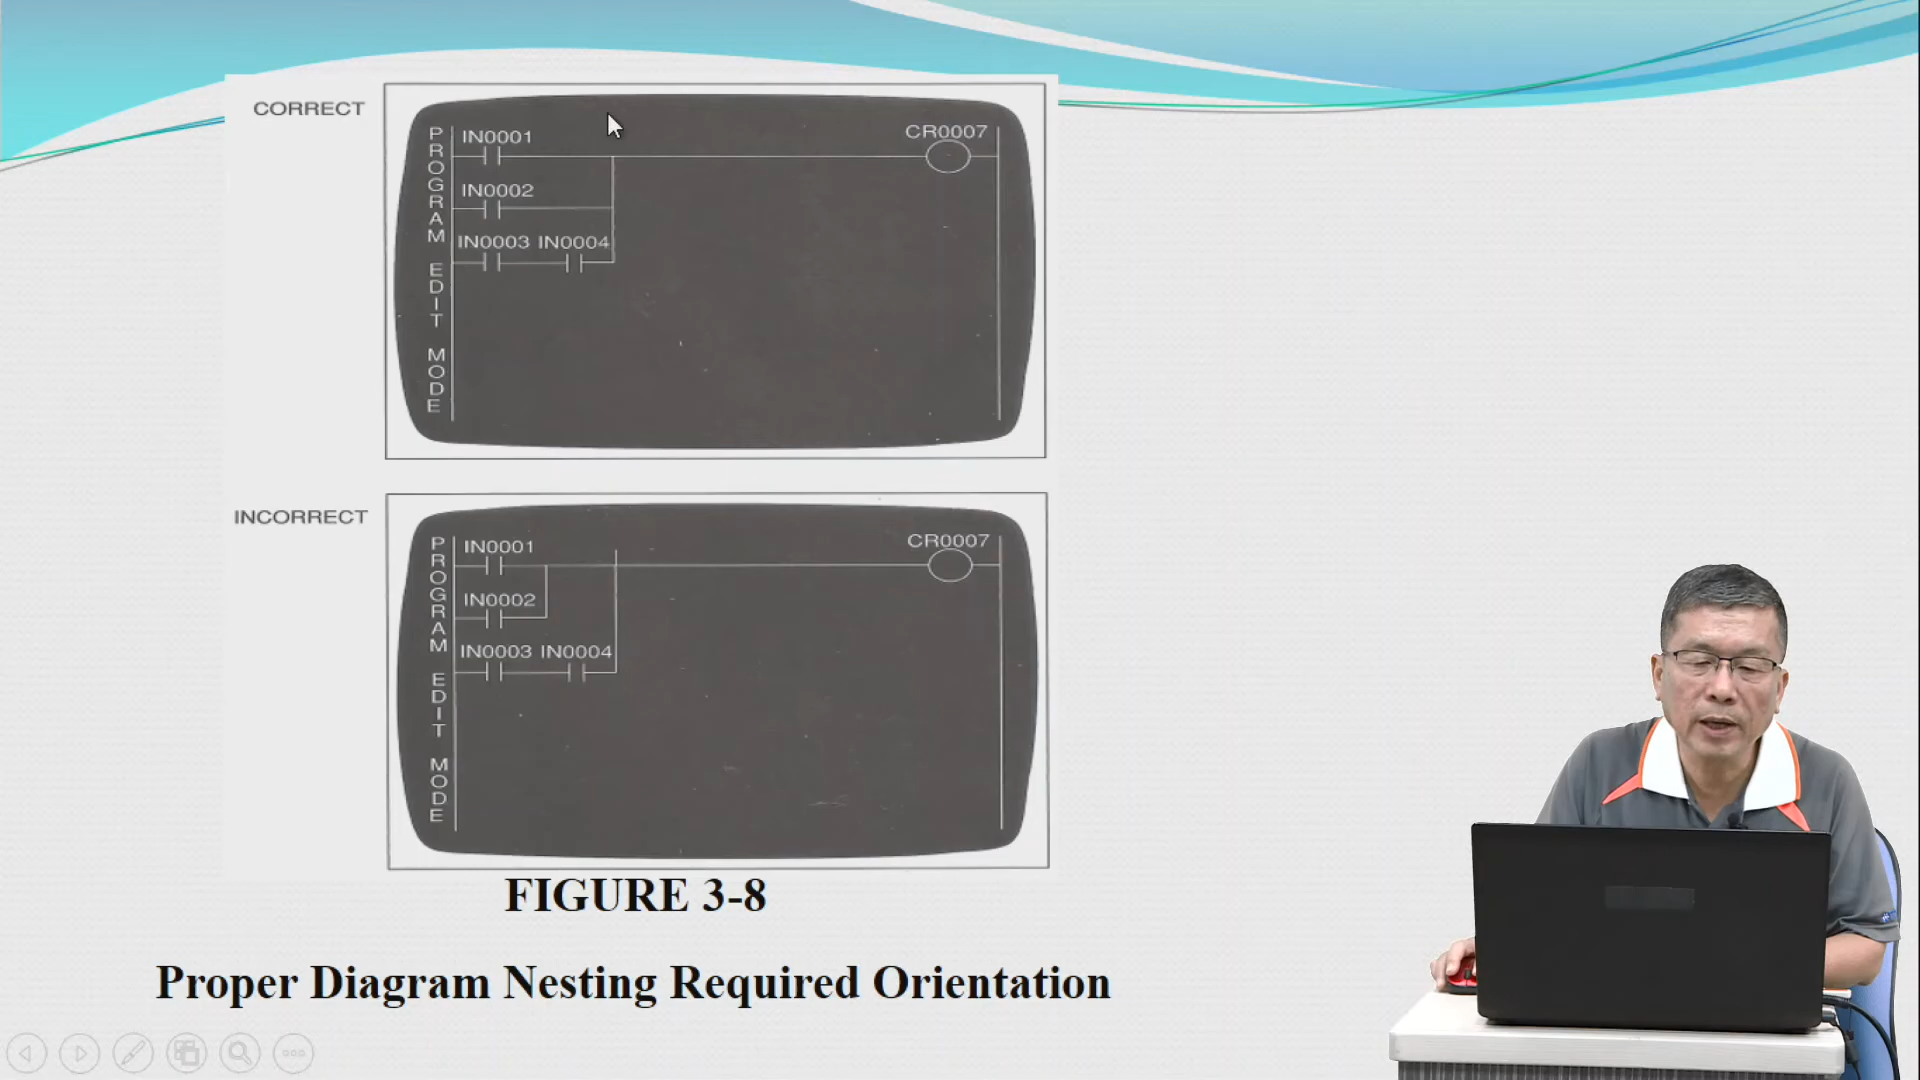 CORRECT
PROGRAM EDIT MODE
IN0001
CR0007
IN0002
IN0003 IN0004
INCORRECT
PROGRAM EDIT MODE
IN0001
CR0007
IN0002
IN0003 IN0004
FIGURE 3-8
Proper Diagram Nesting Required Orientation